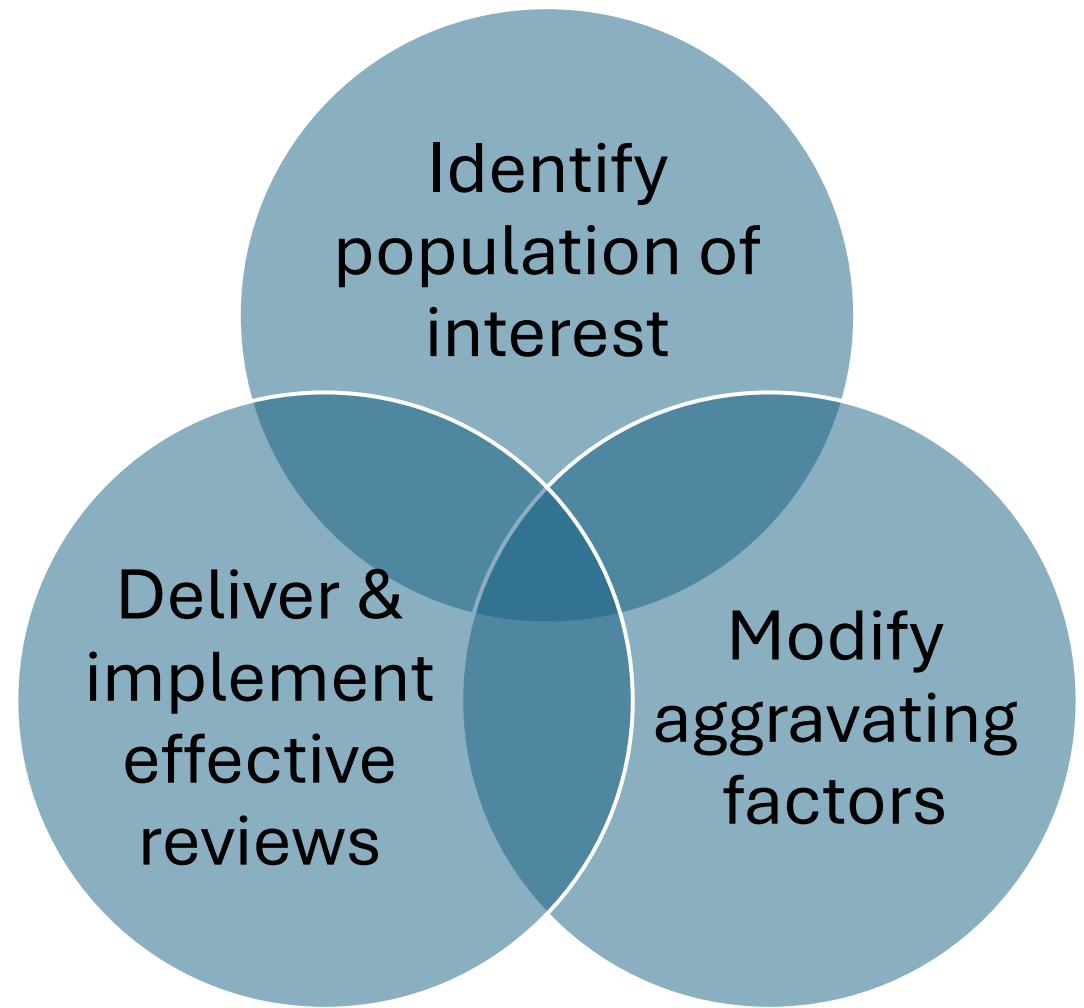 Identify
population of
interest
Deliver &
implement
effective
reviews
Modify
aggravating
factors